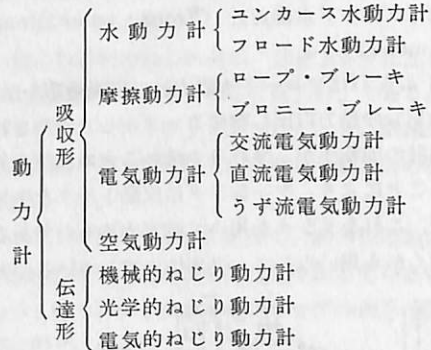 動力計
吸収形
水動力計
ユンカース水動力計
フロード水動力計
摩擦動力計
ロープ・ブレーキ
プロニー・ブレーキ
電気動力計
交流電気動力計
直流電気動力計
うず流電気動力計
空気動力計
伝達形
機械的ねじり動力計
光学的ねじり動力計
電気的ねじり動力計